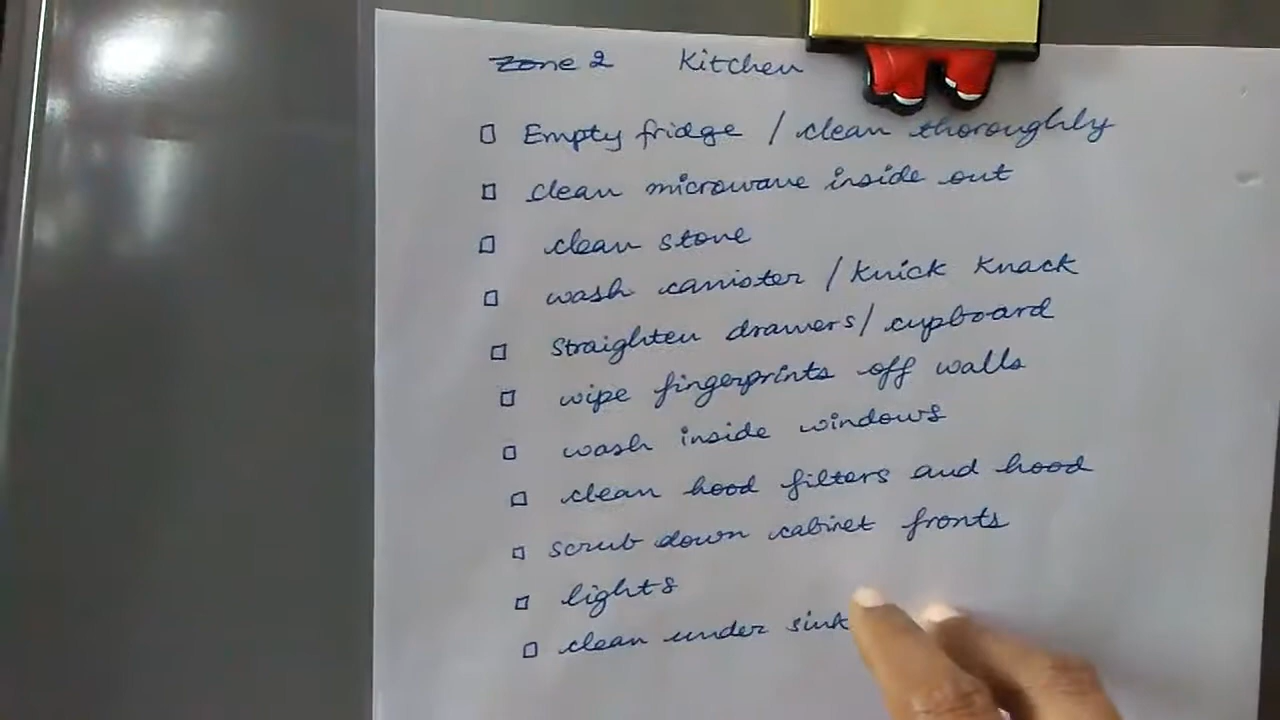 Zone 2 Kitchen
Empty fridge / clean thoroughly
clean microwave inside out
clean stove
wash canister / Knick Knack
Straighten drawers / cupboard
wipe fingerprints off walls
wash inside windows
clean hood filters and hood
scrub down cabinet fronts
lights
clean under sink